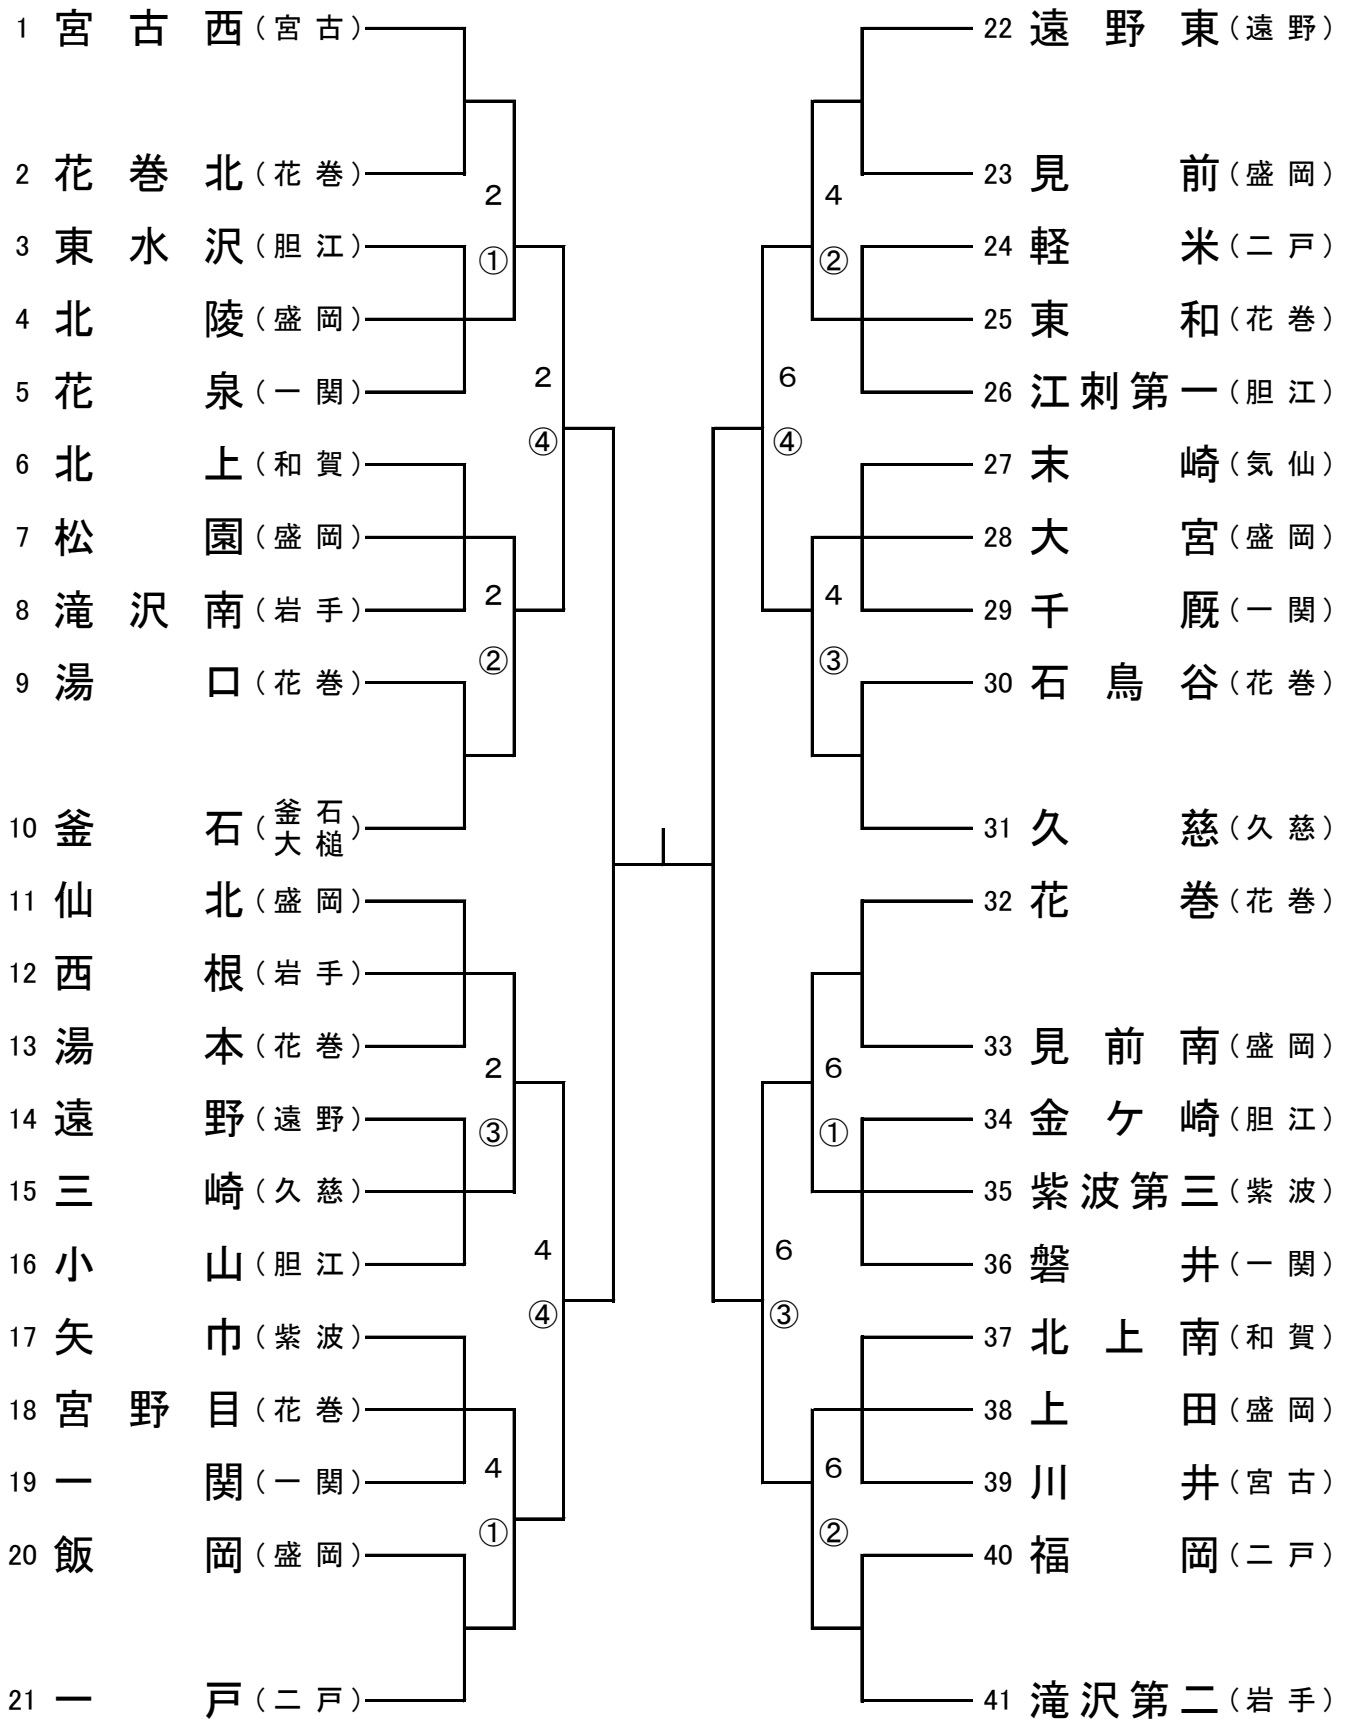 1 宮古西(宮古)
2 花巻北(花巻)
2
3 東水沢(胆江)
①
4 北陵(盛岡)
5 花泉(一関)
2
④
6 北上(和賀)
7 松園(盛岡)
8 滝沢南(岩手)
2
②
9 湯口(花巻)
10 釜石(釜石大槌)
11 仙北(盛岡)
12 西根(岩手)
13 湯本(花巻)
2
③
14 遠野(遠野)
15 三崎(久慈)
16 小山(胆江)
4
④
17 矢巾(紫波)
18 宮野目(花巻)
19 一関(一関)
4
①
20 飯岡(盛岡)
21 一戸(二戸)
22 遠野東(遠野)
23 見前(盛岡)
4
24 軽米(二戸)
②
25 東和(花巻)
26 江刺第一(胆江)
6
④
27 末崎(気仙)
28 大宮(盛岡)
29 千厩(一関)
4
③
30 石鳥谷(花巻)
31 久慈(久慈)
32 花巻(花巻)
33 見前南(盛岡)
6
①
34 金ケ崎(胆江)
35 紫波第三(紫波)
36 磐井(一関)
6
③
37 北上南(和賀)
38 上田(盛岡)
39 川井(宮古)
6
②
40 福岡(二戸)
41 滝沢第二(岩手)